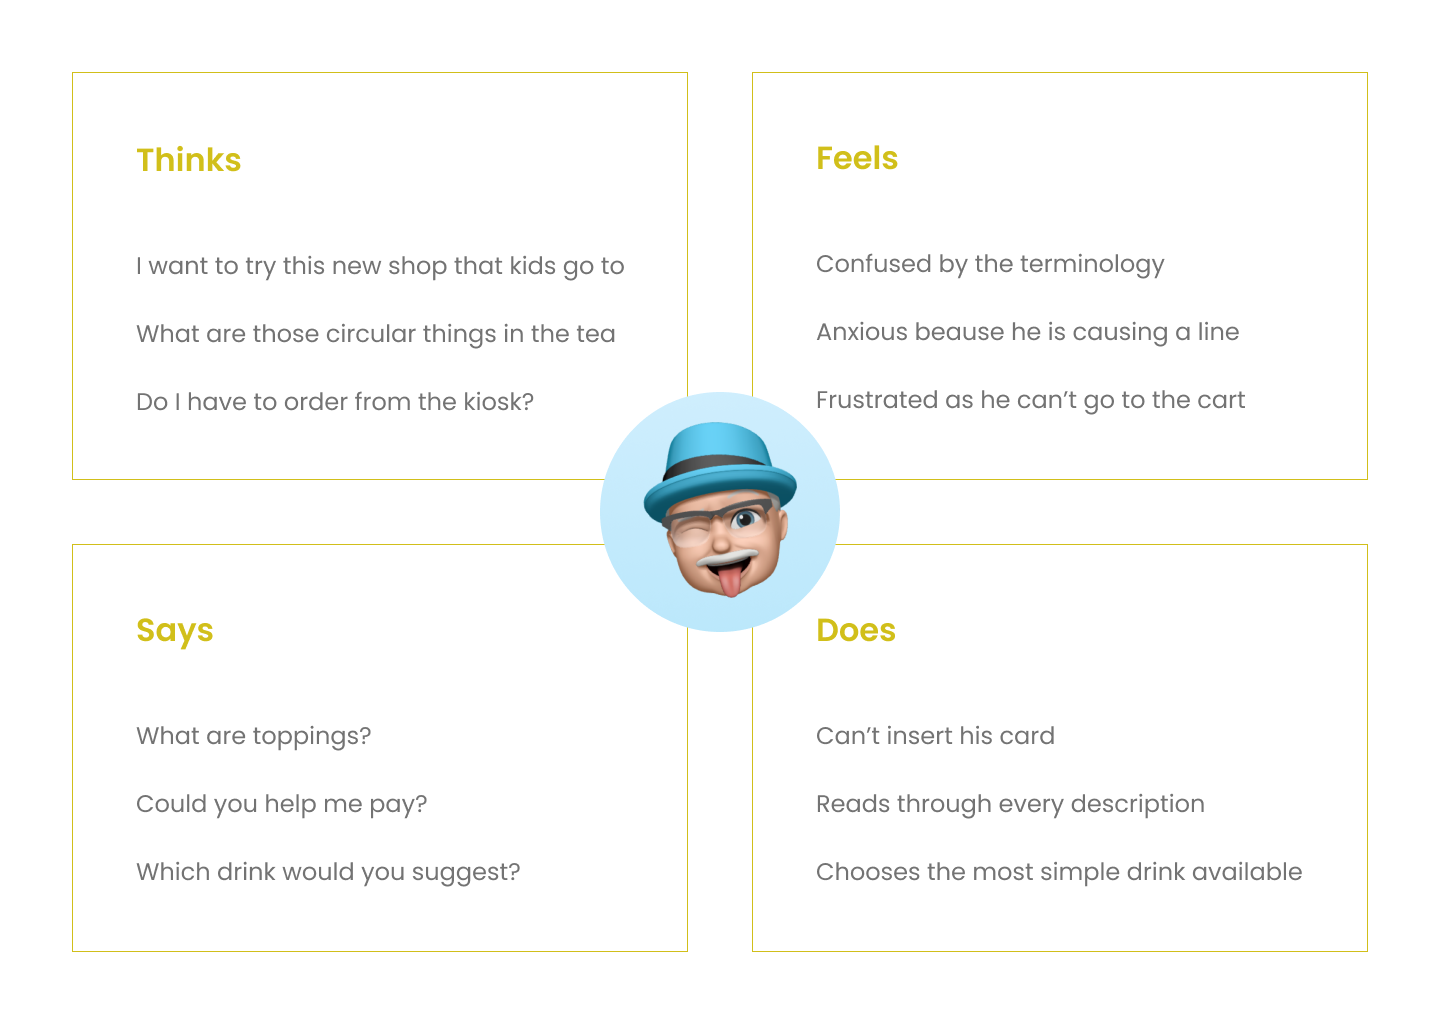 Thinks
I want to try this new shop that kids go to
What are those circular things in the tea
Do I have to order from the kiosk?
Feels
Confused by the terminology
Anxious beause he is causing a line
Frustrated as he can’t go to the cart
Says
What are toppings?
Could you help me pay?
Which drink would you suggest?
Does
Can’t insert his card
Reads through every description
Chooses the most simple drink available